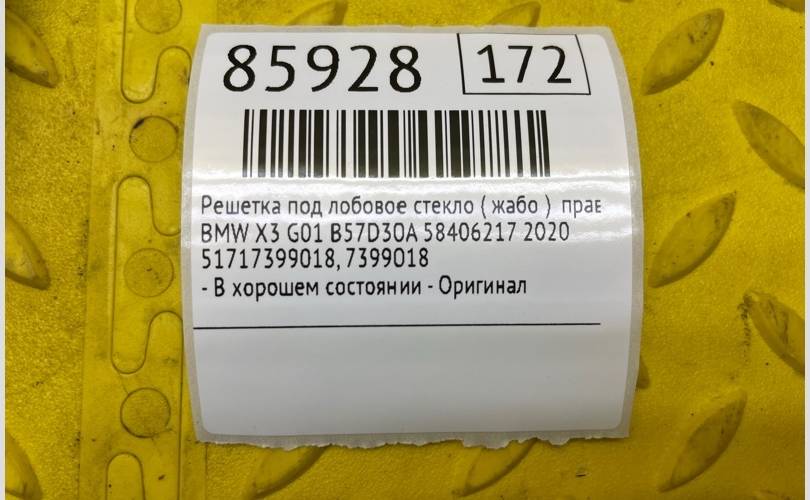 85928 172
Решетка под лобовое стекло ( жабо ) прав
BMW X3 G01 B57D30A 58406217 2020
51717399018, 7399018
- В хорошем состоянии - Оригинал